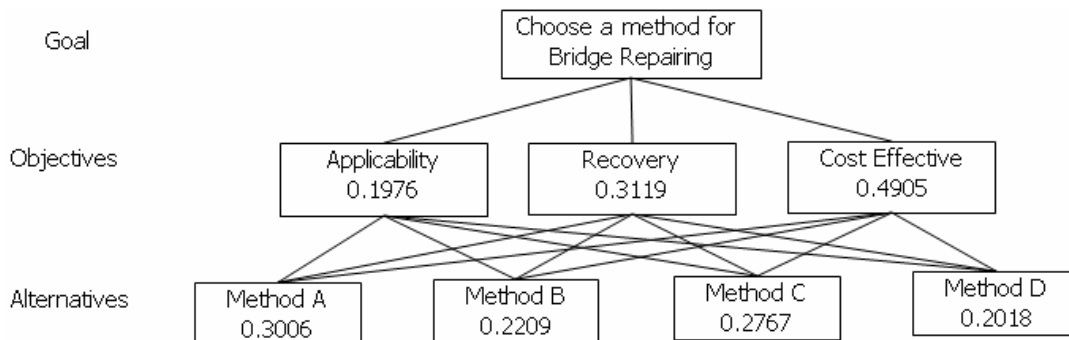 Goal
Choose a method for
Bridge Repairing
Objectives
Applicability
0.1976
Recovery
0.3119
Cost Effective
0.4905
Alternatives
Method A
0.3006
Method B
0.2209
Method C
0.2767
Method D
0.2018